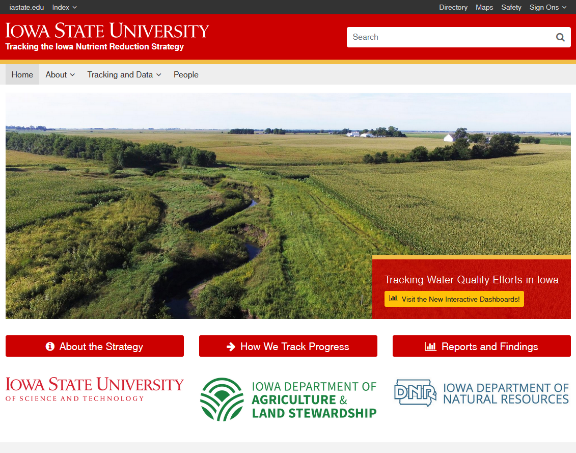 iastate.edu Index Directory Maps Safety Sign Ons
IOWA STATE UNIVERSITY
Tracking the Iowa Nutrient Reduction Strategy
Search
Home About Tracking and Data People
Tracking Water Quality Efforts in Iowa
Visit the New Interactive Dashboards!
About the Strategy How We Track Progress Reports and Findings
IOWA STATE UNIVERSITY
OF SCIENCE AND TECHNOLOGY
IOWA DEPARTMENT OF
AGRICULTURE &
LAND STEWARDSHIP
DNR
IOWA DEPARTMENT OF
NATURAL RESOURCES